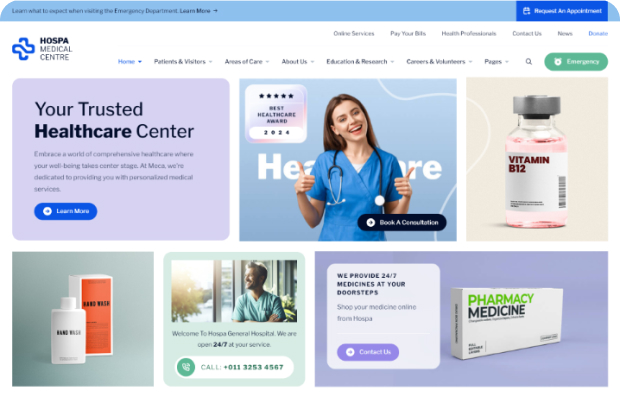 Learn what to expect when visiting the Emergency Department. Learn More →
Request An Appointment
HOSPA
MEDICAL
CENTRE
Online Services Pay Your Bills Health Professionals Contact Us News Donate
Home Patients & Visitors Areas of Care About Us Education & Research Careers & Volunteers Pages
Emergency
Your Trusted
Healthcare Center
Embrace a world of comprehensive healthcare where
your well-being takes center stage. At Moca, we're
dedicated to providing you with personalized medical
services.
Learn More
★★★★★
BEST
HEALTHCARE
AWARD
2024
Book A Consultation
VITAMIN
B12
HAND WASH
HAND WASH
Welcome To Hospa General Hospital. We are
open 24/7 at your service.
CALL: +011 3253 4567
WE PROVIDE 24/7
MEDICINES AT YOUR
DOORSTEPS
Shop your medicine online
from Hospa
Contact Us
PHARMACY
MEDICINE